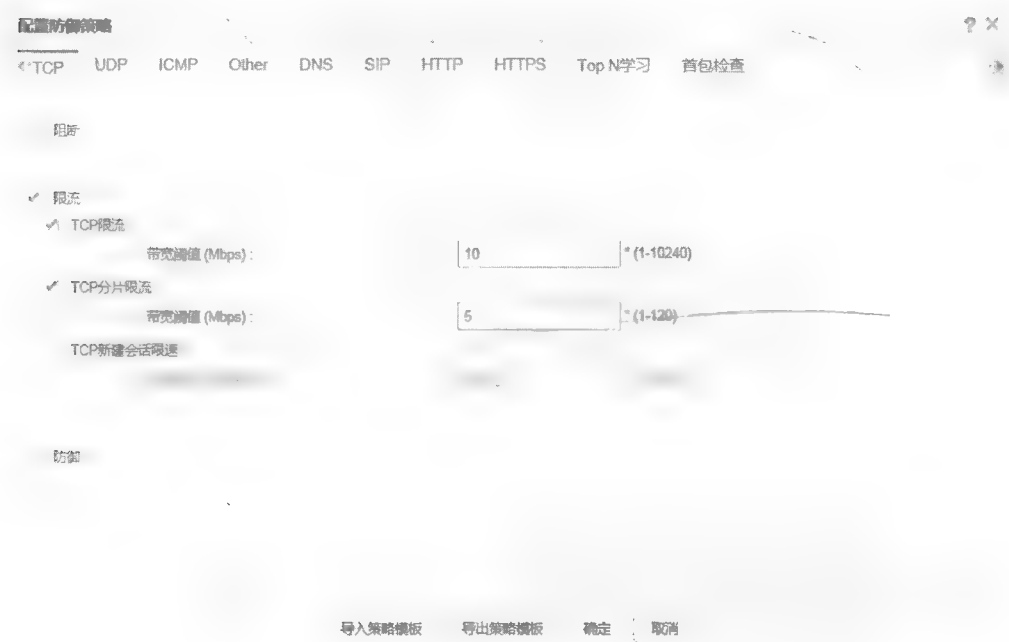 配置防御策略 ? ×
TCP UDP ICMP Other DNS SIP HTTP HTTPS Top N学习 首包检查
阻断
限流
TCP限流
带宽阈值 (Mbps) : 10 * (1-10240)
TCP分片限流
带宽阈值 (Mbps) : 5 * (1-120)
TCP新建会话限速
防御
导入策略模板 导出策略模板 确定 取消